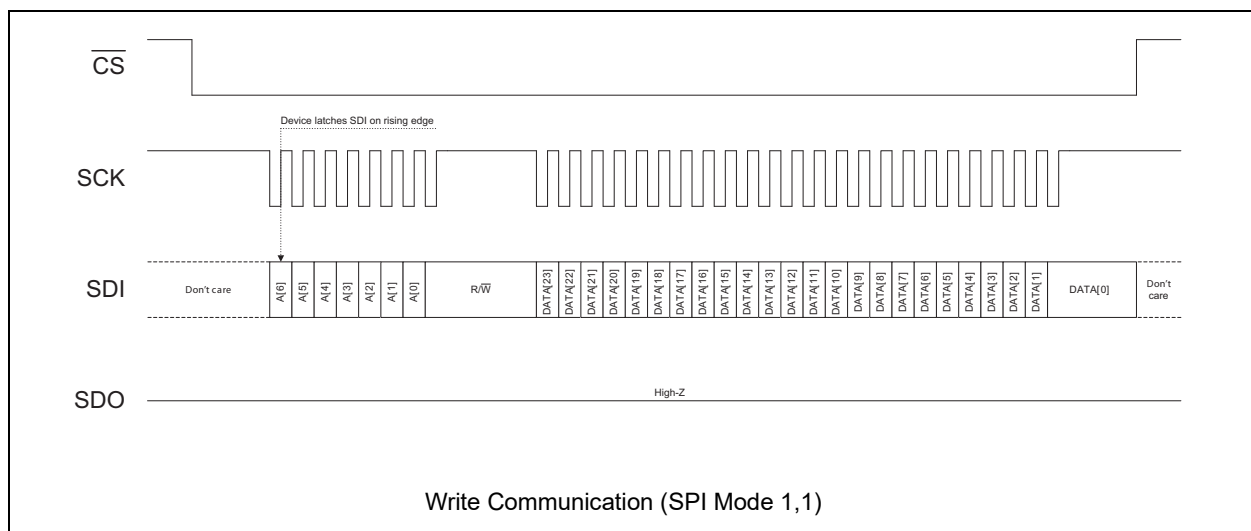 CS
Device latches SDI on rising edge
SCK
SDI
Don't care
A[6]
A[5]
A[4]
A[3]
A[2]
A[1]
A[0]
R/W
DATA[23]
DATA[22]
DATA[21]
DATA[20]
DATA[19]
DATA[18]
DATA[17]
DATA[16]
DATA[15]
DATA[14]
DATA[13]
DATA[12]
DATA[11]
DATA[10]
DATA[9]
DATA[8]
DATA[7]
DATA[6]
DATA[5]
DATA[4]
DATA[3]
DATA[2]
DATA[1]
DATA[0]
Don't
care
SDO
High-Z
Write Communication (SPI Mode 1,1)